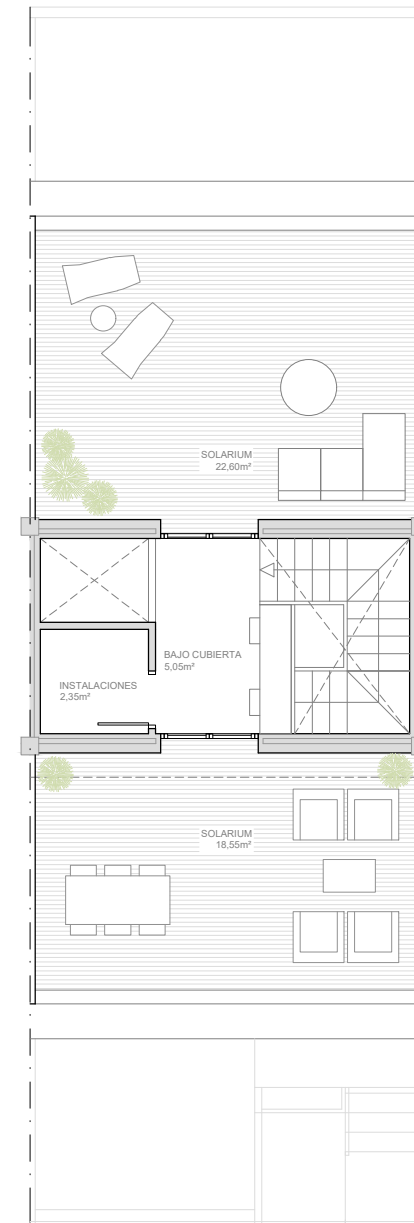 SOLARIUM
22,60m²
BAJO CUBIERTA
5,05m²
INSTALACIONES
2,35m²
SOLARIUM
18,55m²